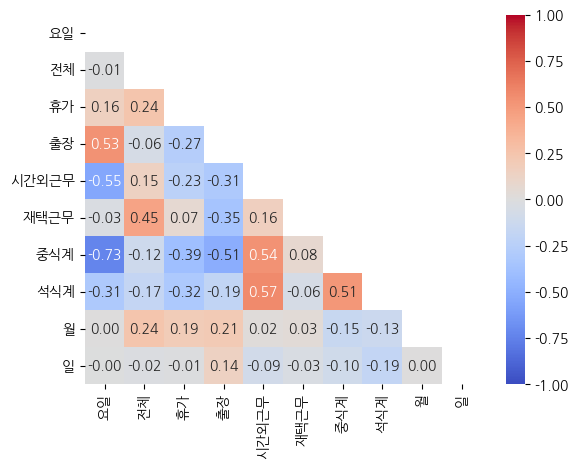 요일
전체 -0.01
휴가 0.16 0.24
출장 0.53 -0.06 -0.27
시간외근무 -0.55 0.15 -0.23 -0.31
재택근무 -0.03 0.45 0.07 -0.35 0.16
중식계 -0.73 -0.12 -0.39 -0.51 0.54 0.08
석식계 -0.31 -0.17 -0.32 -0.19 0.57 -0.06 0.51
월 0.00 0.24 0.19 0.21 0.02 0.03 -0.15 -0.13
일 -0.00 -0.02 -0.01 0.14 -0.09 -0.03 -0.10 -0.19 0.00
요일 전체 휴가 출장 시간외근무 재택근무 중식계 석식계 월 일
1.00
0.75
0.50
0.25
0.00
-0.25
-0.50
-0.75
-1.00